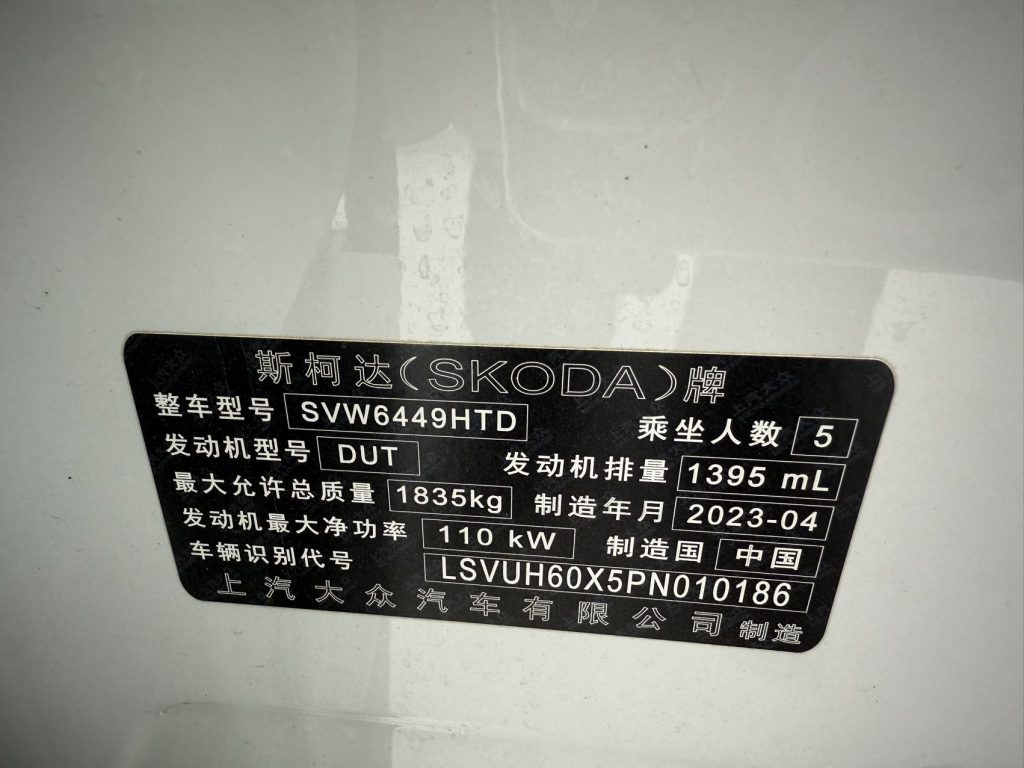 斯柯达(SKODA)牌
整车型号 SVW6449HTD 乘坐人数 5
发动机型号 DUT 发动机排量 1395 mL
最大允许总质量 1835kg 制造年月 2023-04
发动机最大净功率 110 kW 制造国 中国
车辆识别代号 LSVUH60X5PN010186
上汽大众汽车有限公司 制造